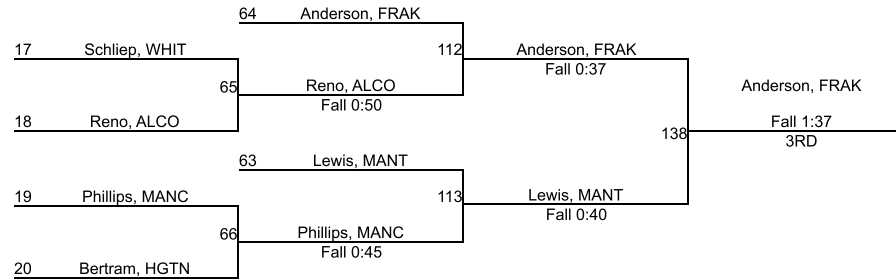 64 Anderson, FRAK
17 Schliep, WHIT
112 Anderson, FRAK
Fall 0:37
65 Reno, ALCO
Fall 0:50
Anderson, FRAK
18 Reno, ALCO
Fall 1:37
138
3RD
63 Lewis, MANT
19 Phillips, MANC
113 Lewis, MANT
Fall 0:40
66 Phillips, MANC
Fall 0:45
20 Bertram, HGTN